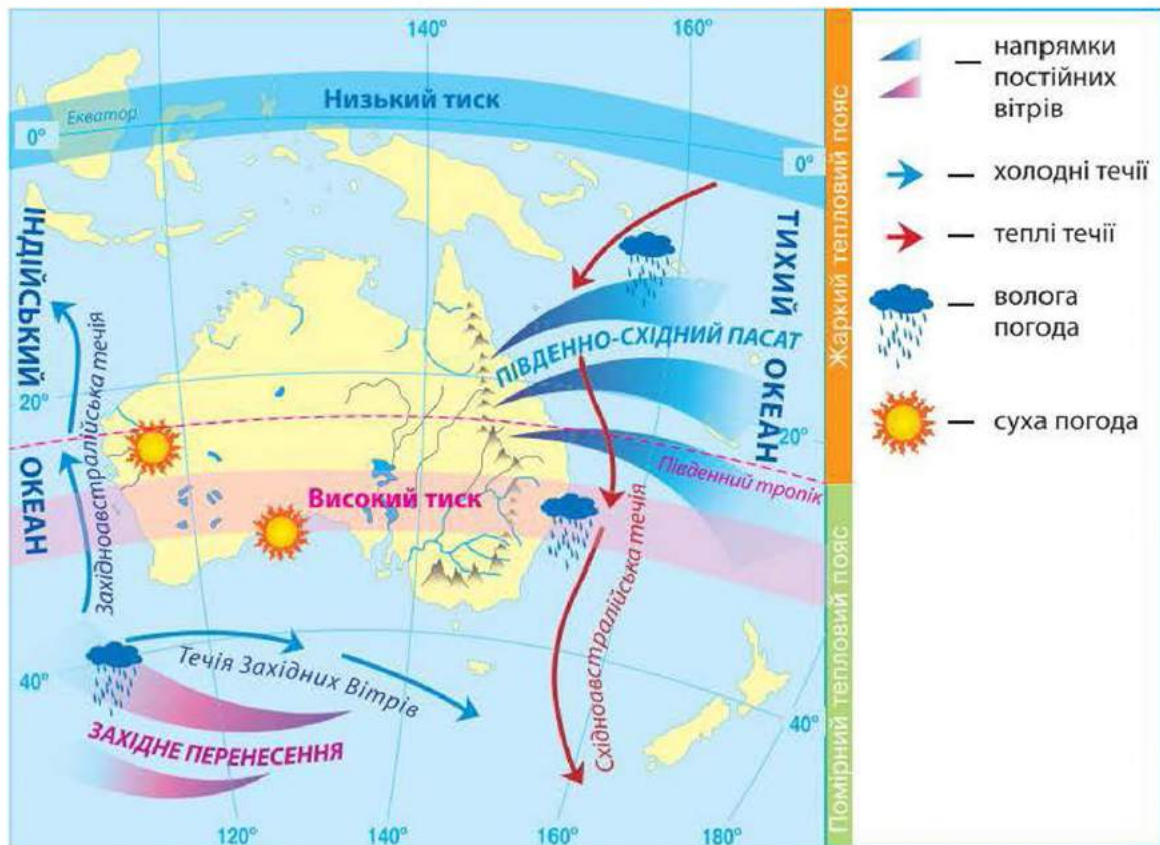 140°
160°
Низький тиск
Екватор
0°
0°
ІНДІЙСЬКИЙ
ОКЕАН
ТИХИЙ
ОКЕАН
ПІВДЕННО-СХІДНИЙ ПАСАТ
20°
20°
Південний тропік
Високий тиск
Західноавстралійська течія
Східноавстралійська течія
Течія Західних Вітрів
40°
40°
ЗАХІДНЕ ПЕРЕНЕСЕННЯ
120°
140°
160°
180°
Жаркий тепловий пояс
Помірний тепловий пояс
— напрямки
постійних
вітрів
— холодні течії
— теплі течії
— волога
погода
— суха погода